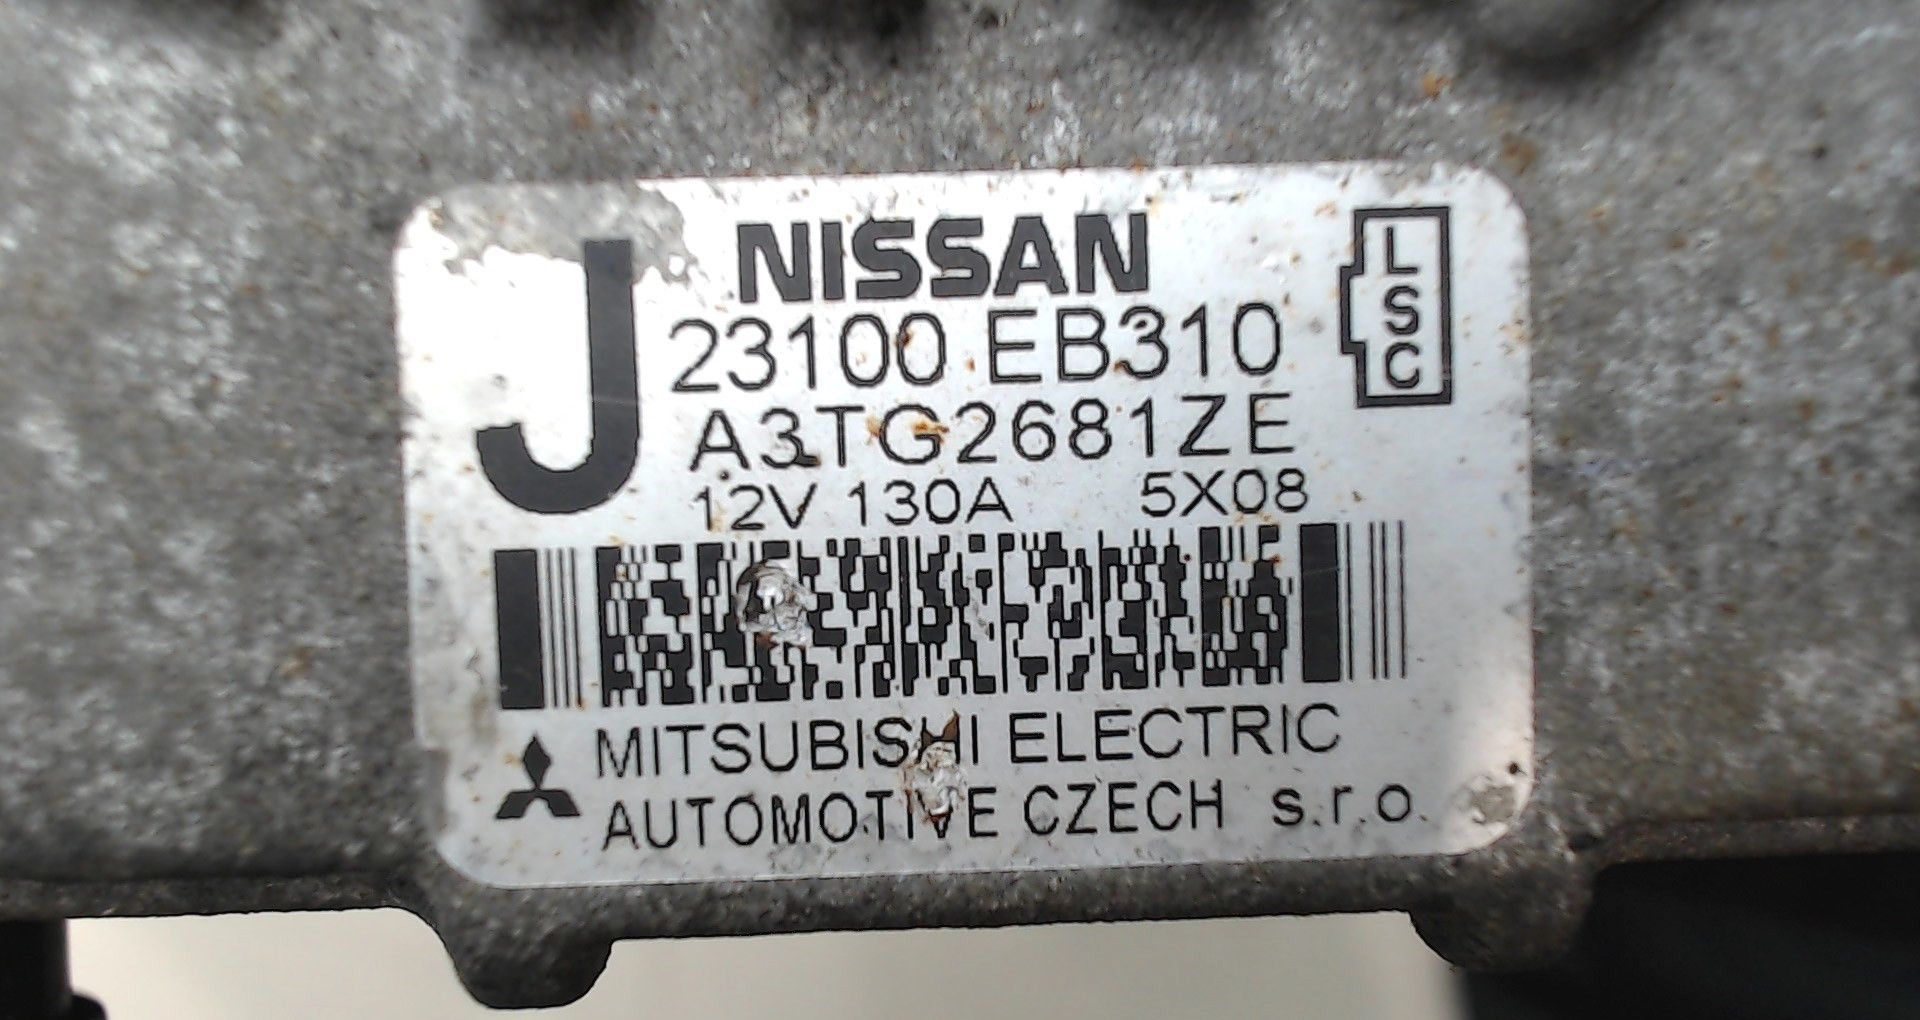 J
NISSAN
LSC
23100 EB310
A3TG2681ZE
12V 130A 5X08
MITSUBISHI ELECTRIC
AUTOMOTIVE CZECH s.r.o.